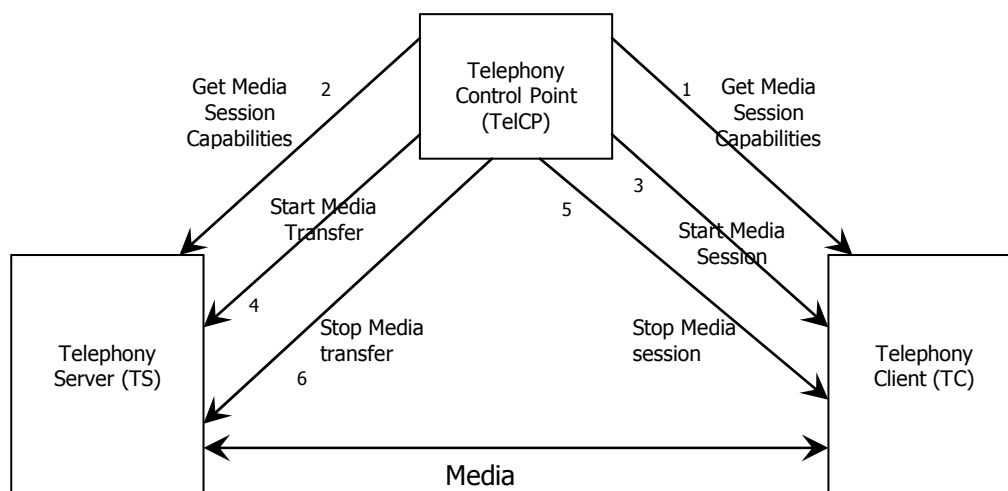 Telephony
Control Point
(TelCP)
Get Media
Session
Capabilities
2
1
Get Media
Session
Capabilities
Start Media
Transfer
4
3
Start Media
Session
5
Stop Media
transfer
6
Stop Media
session
Telephony
Server (TS)
Telephony
Client (TC)
Media